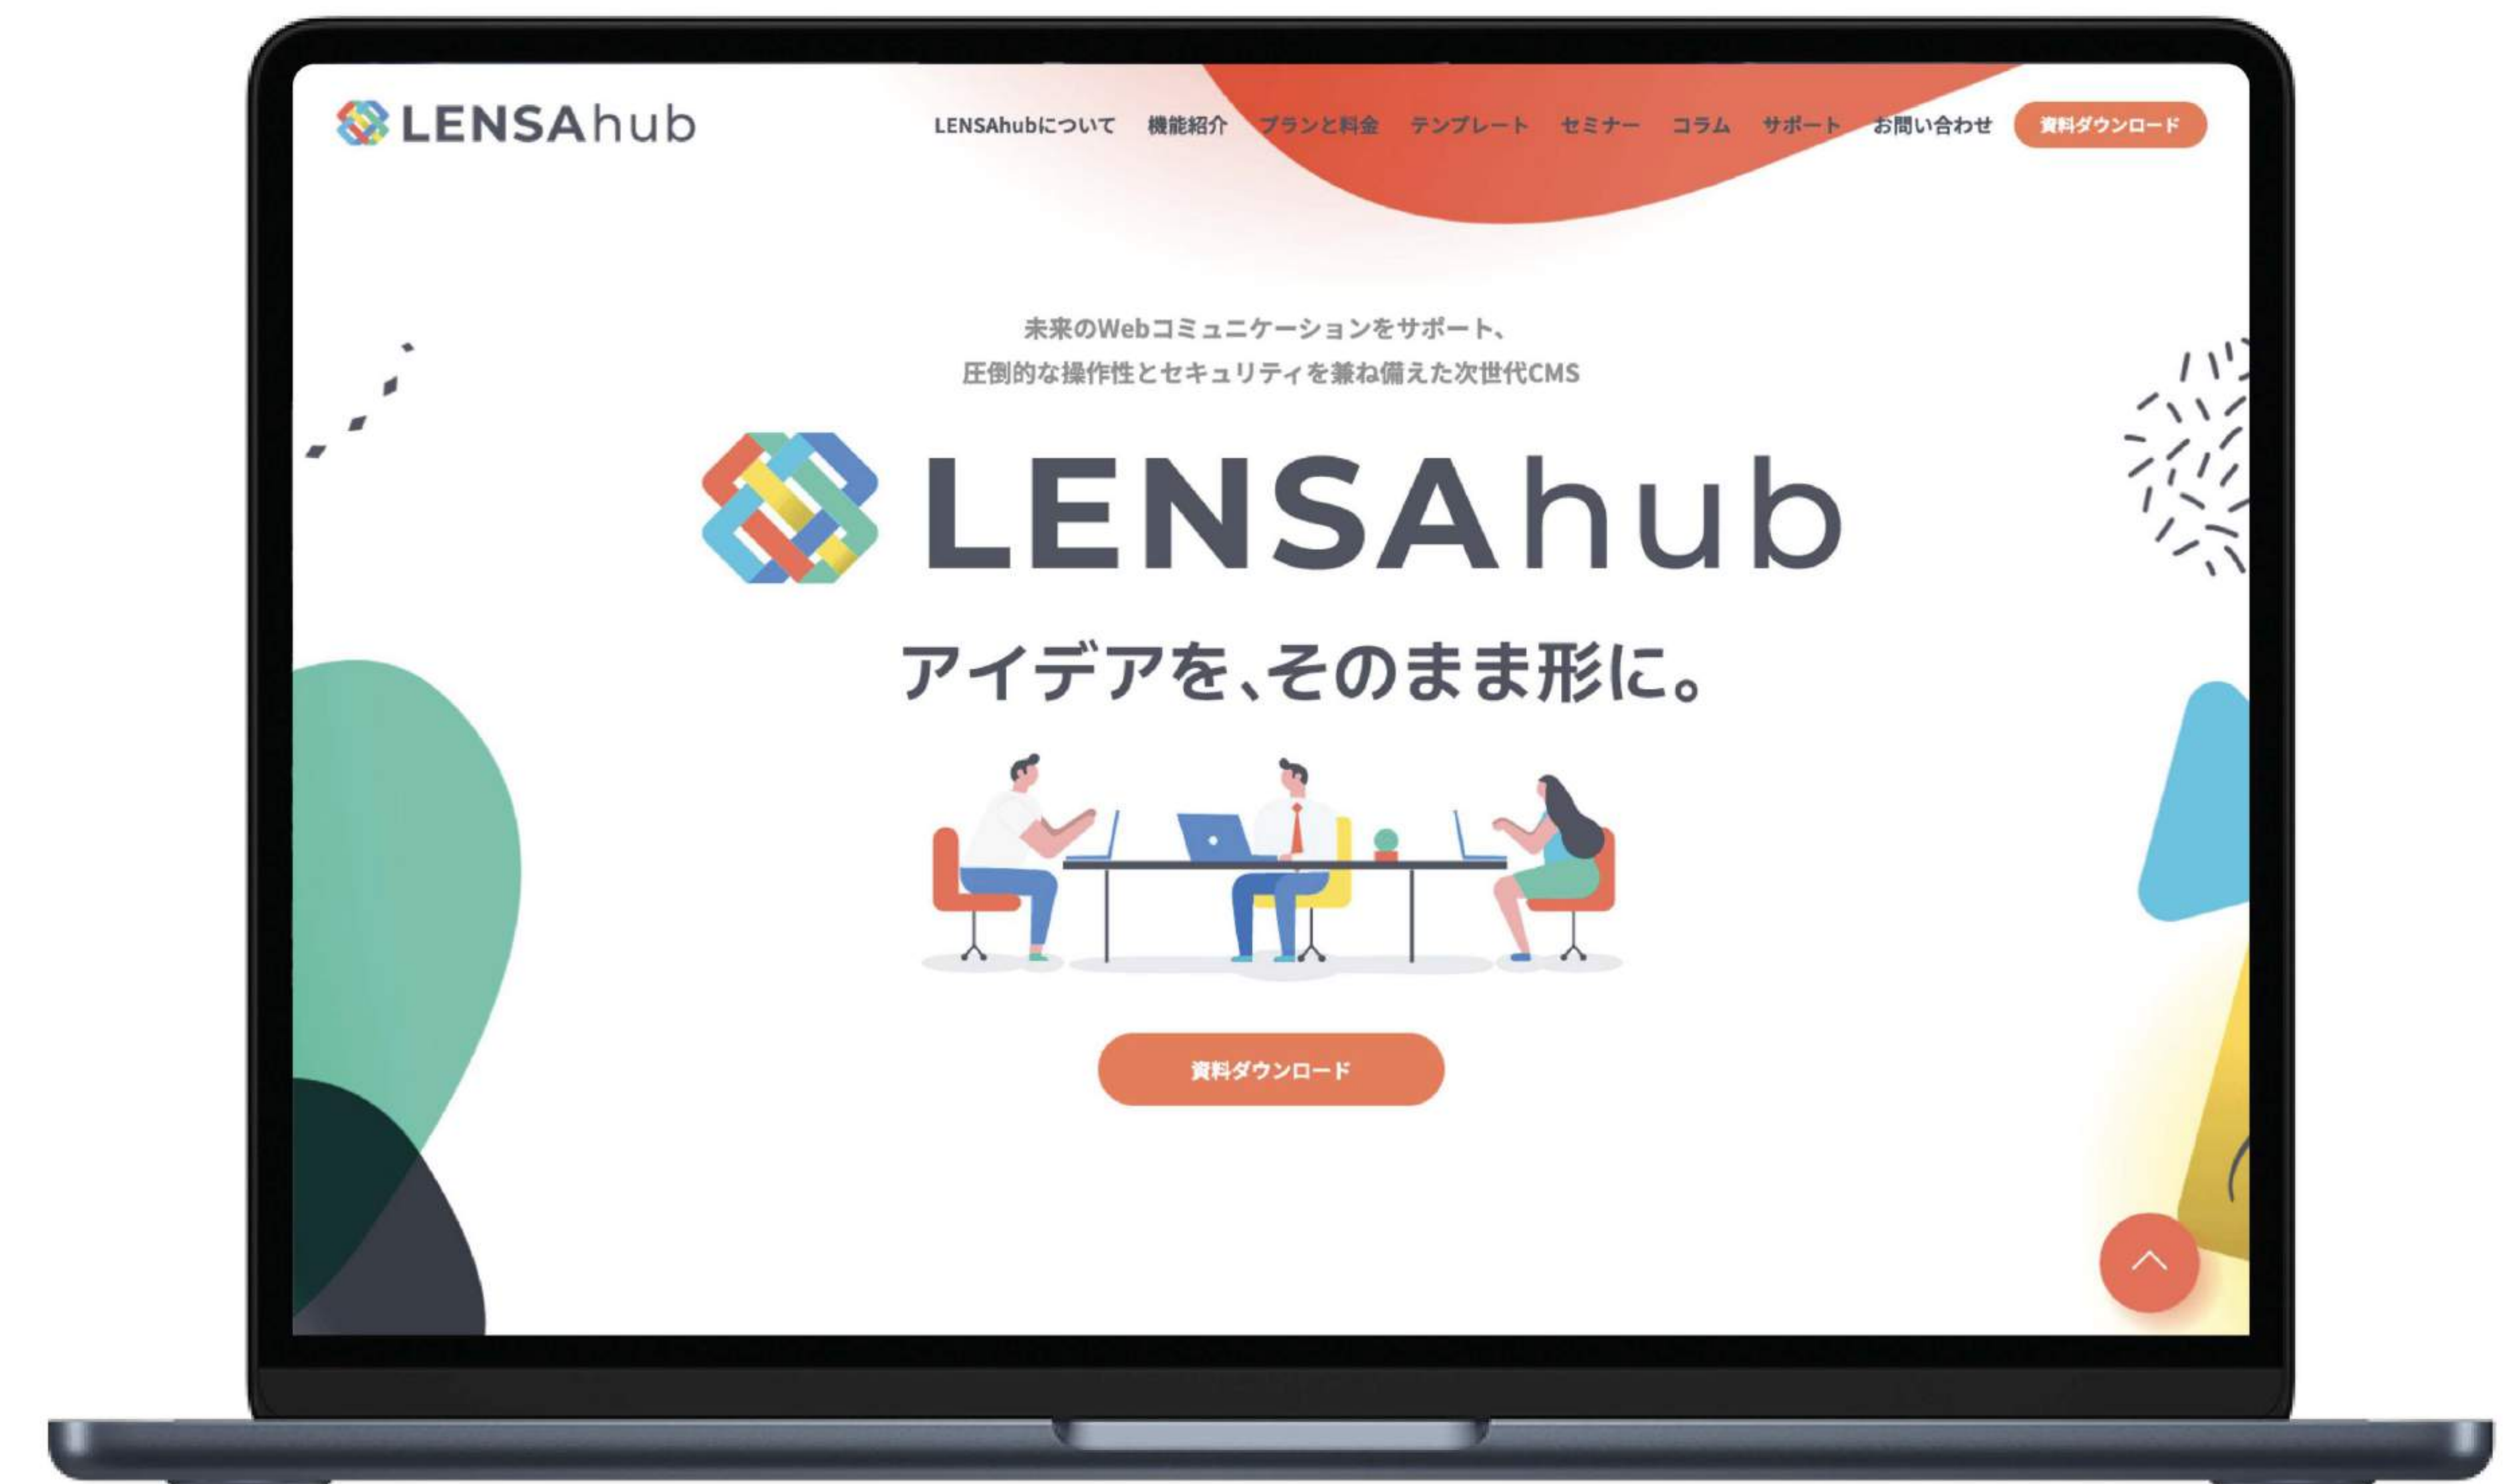 LENSAhub
LENSAhubについて 機能紹介 プランと料金 テンプレート セミナー コラム サポート お問い合わせ 資料ダウンロード
未来のWebコミュニケーションをサポート、
圧倒的な操作性とセキュリティを兼ね備えた次世代CMS
LENSAhub
アイデアを、そのまま形に。
資料ダウンロード